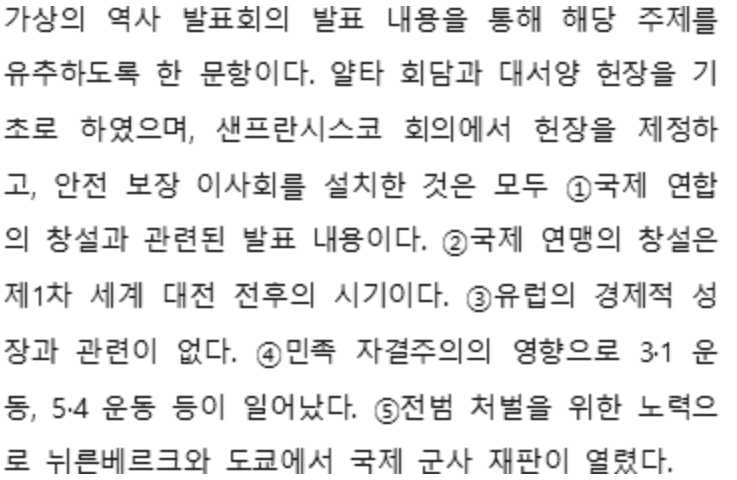 가상의 역사 발표회의 발표 내용을 통해 해당 주제를
유추하도록 한 문항이다. 얄타 회담과 대서양 헌장을 기
초로 하였으며, 샌프란시스코 회의에서 헌장을 제정하
고, 안전 보장 이사회를 설치한 것은 모두 ①국제 연합
의 창설과 관련된 발표 내용이다. ②국제 연맹의 창설은
제1차 세계 대전 전후의 시기이다. ③유럽의 경제적 성
장과 관련이 없다. ④민족 자결주의의 영향으로 3·1 운
동, 5·4 운동 등이 일어났다. ⑤전범 처벌을 위한 노력으
로 뉘른베르크와 도쿄에서 국제 군사 재판이 열렸다.